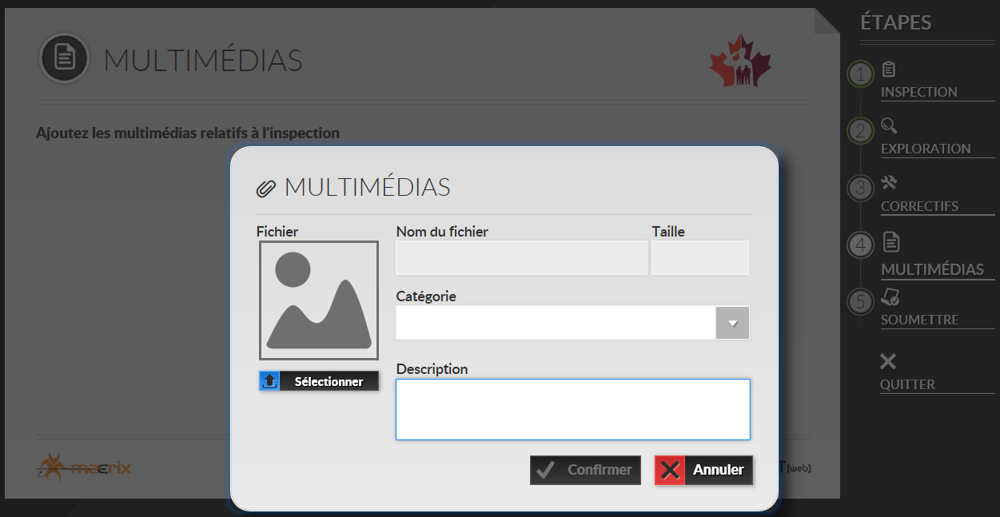 MULTIMÉDIAS
Ajoutez les multimédias relatifs à l'inspection
MULTIMÉDIAS
Fichier
Nom du fichier
Taille
Catégorie
Sélectionner
Description
Confirmer
Annuler
maerix
[web]
ÉTAPES
1
INSPECTION
2
EXPLORATION
3
CORRECTIFS
4
MULTIMÉDIAS
5
SOUMETTRE
QUITTER